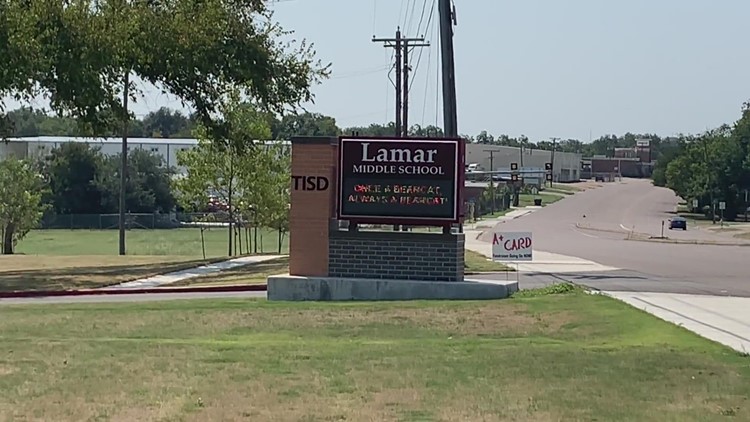 TISD
Lamar
MIDDLE SCHOOL
ONCE A BEARCAT,
ALWAYS A BEARCAT!
A+ CARD